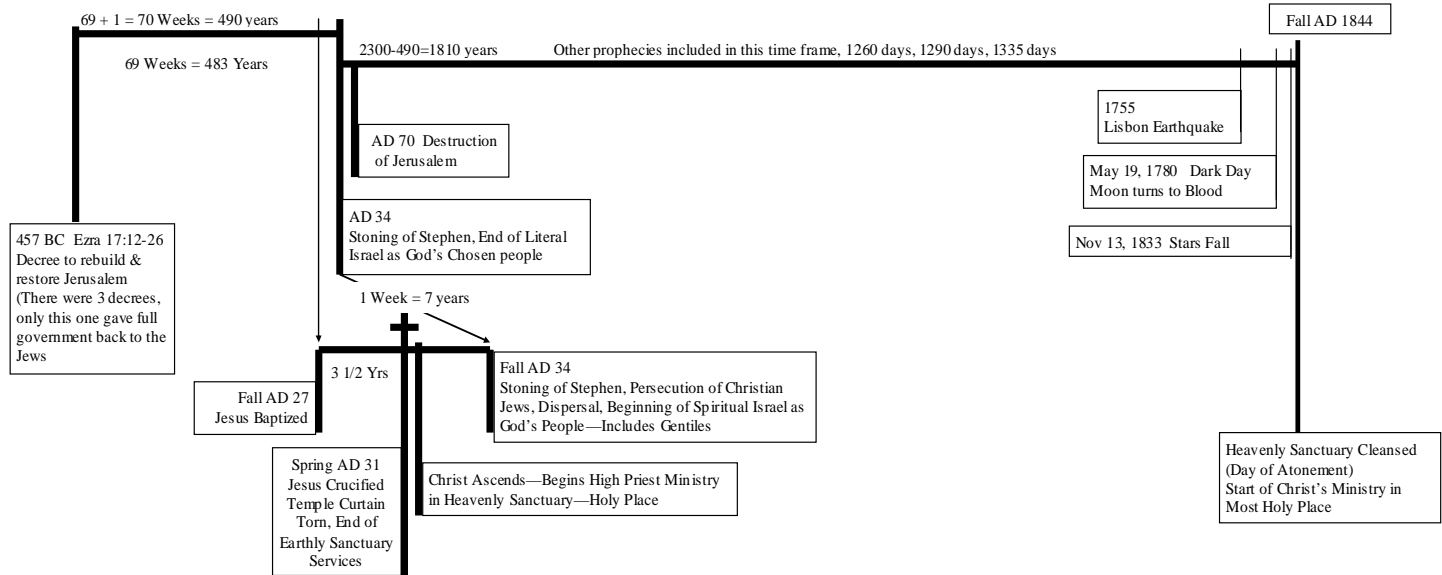 69 + 1 = 70 Weeks = 490 years
69 Weeks = 483 Years
2300-490=1810 years
Other prophecies included in this time frame, 1260 days, 1290 days, 1335 days
Fall AD 1844
1755
Lisbon Earthquake
May 19, 1780 Dark Day
Moon turns to Blood
Nov 13, 1833 Stars Fall
AD 70 Destruction
of Jerusalem
AD 34
Stoning of Stephen, End of Literal
Israel as God's Chosen people
457 BC Ezra 17:12-26
Decree to rebuild &
restore Jerusalem
(There were 3 decrees,
only this one gave full
government back to the
Jews
1 Week = 7 years
3 1/2 Yrs
Fall AD 27
Jesus Baptized
Fall AD 34
Stoning of Stephen, Persecution of Christian
Jews, Dispersal, Beginning of Spiritual Israel as
God's People—Includes Gentiles
Spring AD 31
Jesus Crucified
Temple Curtain
Torn, End of
Earthly Sanctuary
Services
Christ Ascends—Begins High Priest Ministry
in Heavenly Sanctuary—Holy Place
Heavenly Sanctuary Cleansed
(Day of Atonement)
Start of Christ's Ministry in
Most Holy Place